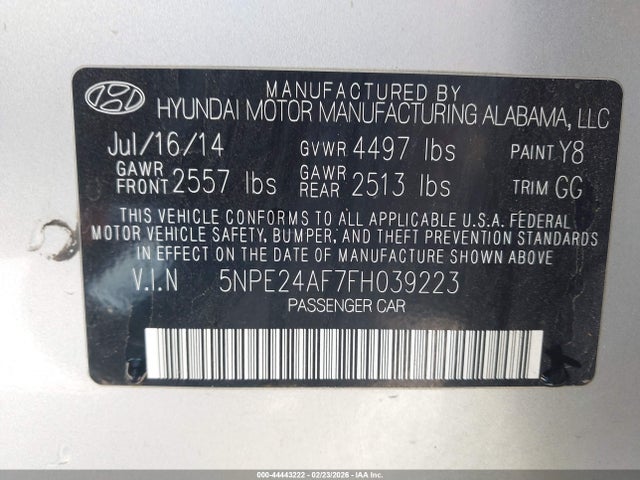 MANUFACTURED BY
HYUNDAI MOTOR MANUFACTURING ALABAMA, LLC
Jul/16/14 GVWR 4497 lbs PAINT Y8
GAWR FRONT 2557 lbs GAWR REAR 2513 lbs TRIM GG
THIS VEHICLE CONFORMS TO ALL APPLICABLE U.S.A. FEDERAL
MOTOR VEHICLE SAFETY, BUMPER, AND THEFT PREVENTION STANDARDS
IN EFFECT ON THE DATE OF MANUFACTURE SHOWN ABOVE.
V.I.N 5NPE24AF7FH039223
PASSENGER CAR
000-44443222 - 02/23/2026 - IAA Inc.